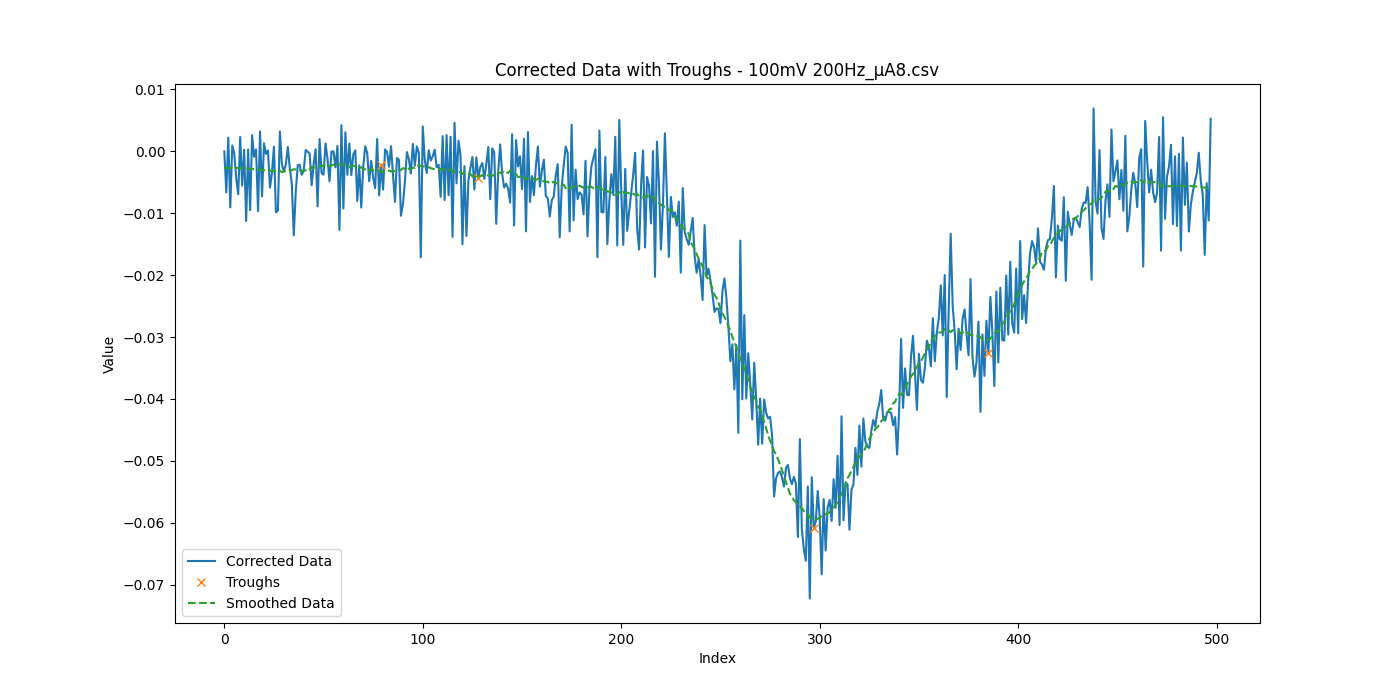 Corrected Data with Troughs - 100mV 200Hz_μA8.csv
0.01
0.00
−0.01
−0.02
−0.03
−0.04
−0.05
−0.06
−0.07
Value
Corrected Data
Troughs
Smoothed Data
0 100 200 300 400 500
Index